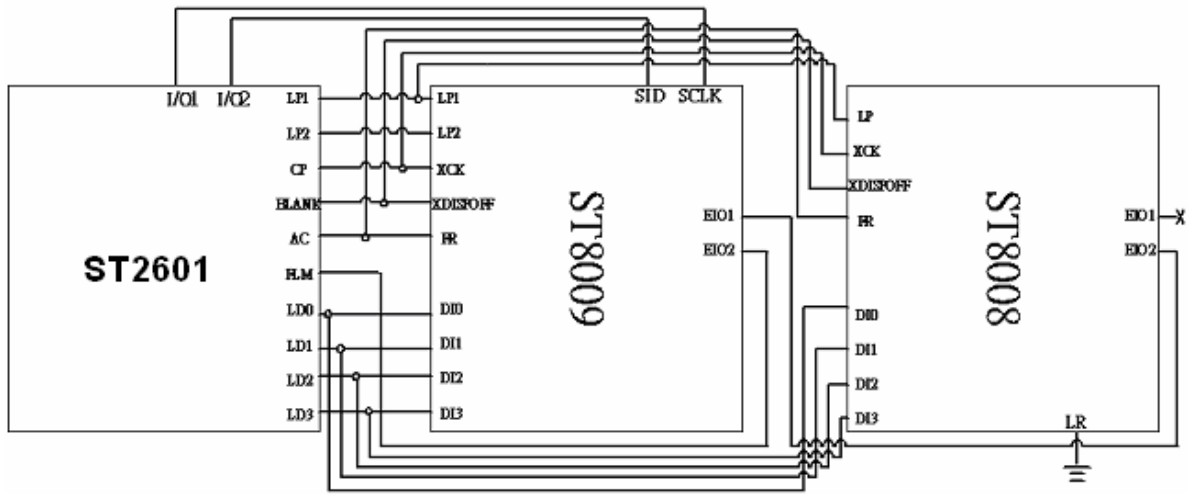 I/O1 I/O2
LP1
LP2
CP
BLANK
AC
FLM
LD0
LD1
LD2
LD3
ST2601
SID SCLK
LP1
LP2
XCK
XDISPOFF
FR
DI0
DI1
DI2
DI3
ST8009
EIO1
EIO2
LP
XCK
XDISPOFF
FR
DI0
DI1
DI2
DI3
ST8008
EIO1 X
EIO2
LR